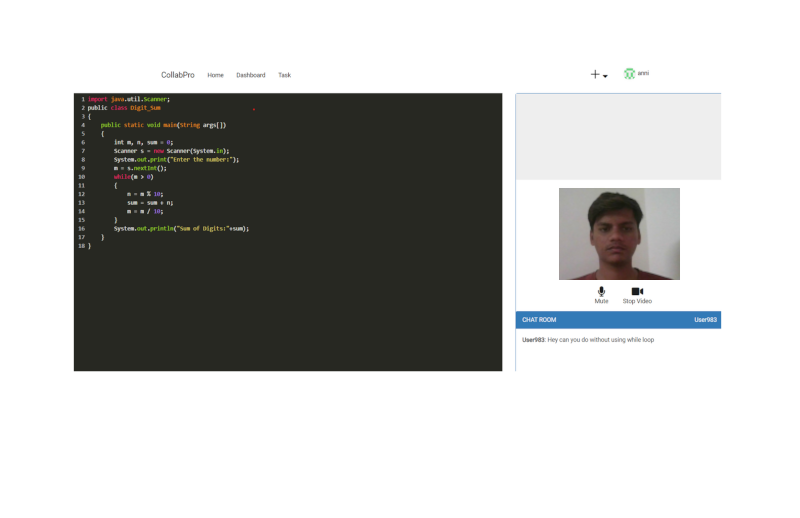 CollabPro Home Dashboard Task
anni
1 import java.util.Scanner;
2 public class Digit_Sum
3 {
4 public static void main(String args[])
5 {
6 int m, n, sum = 0;
7 Scanner s = new Scanner(System.in);
8 System.out.print("Enter the number:");
9 m = s.nextInt();
10 while(m > 0)
11 {
12 n = m % 10;
13 sum = sum + n;
14 m = m / 10;
15 }
16 System.out.println("Sum of Digits:"+sum);
17 }
18 }
Mute Stop Video
CHAT ROOM User983
User983: Hey can you do without using while loop